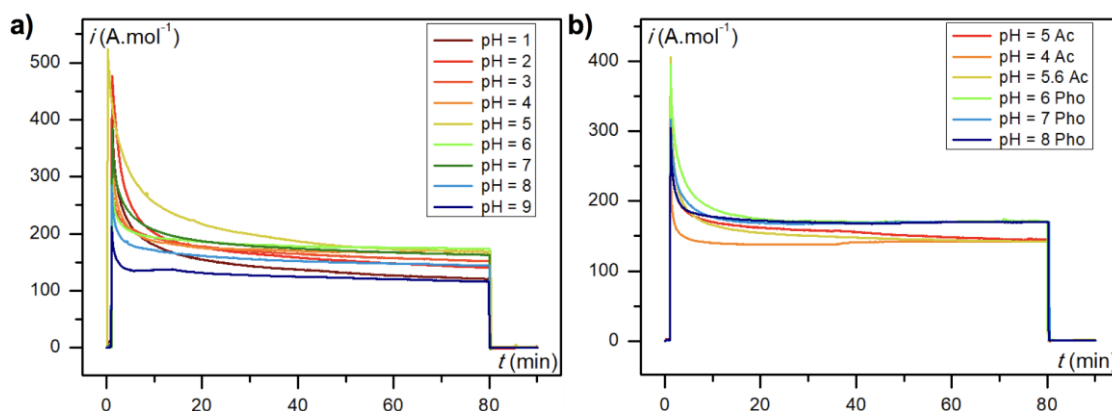 a)
i (A.mol⁻¹)
500
400
300
200
100
0
0 20 40 60 80
t (min)
pH = 1
pH = 2
pH = 3
pH = 4
pH = 5
pH = 6
pH = 7
pH = 8
pH = 9
b)
i (A.mol⁻¹)
400
300
200
100
0
0 20 40 60 80
t (min)
pH = 5 Ac
pH = 4 Ac
pH = 5.6 Ac
pH = 6 Pho
pH = 7 Pho
pH = 8 Pho